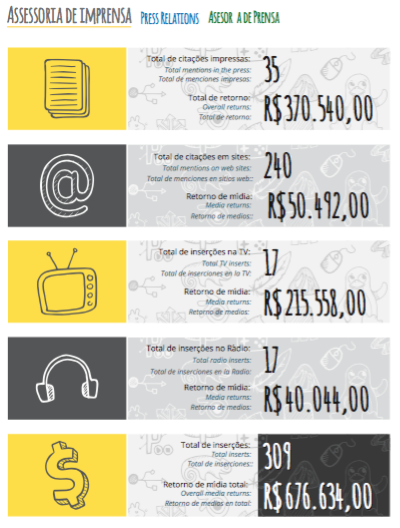 ASSESSORIA DE IMPRENSA PRESS RELATIONS ASESOR A DE PRENSA
Total de citações impressas:
Total mentions in the press:
Total de menciones impresas:
35
Total de retorno:
Overall returns:
Total de retorno:
R$370.540,00
@
Total de citações em sites:
Total mentions on web sites:
Total de menciones en sitios web::
240
Retorno de mídia:
Media returns:
Retorno de medios::
R$50.492,00
Total de inserções na TV:
Total TV inserts:
Total de inserciones en la TV:
17
Retorno de mídia:
Media returns:
Retorno de medios:
R$215.558,00
Total de inserções no Rádio:
Total radio inserts:
Total de inserciones en la Radio:
17
Retorno de mídia:
Media returns:
Retorno de medios:
R$40.044,00
$
Total de inserções:
Total inserts:
Total de inserciones::
309
Retorno de mídia total:
Overall media returns:
Retorno de medios en total:
R$676.634,00